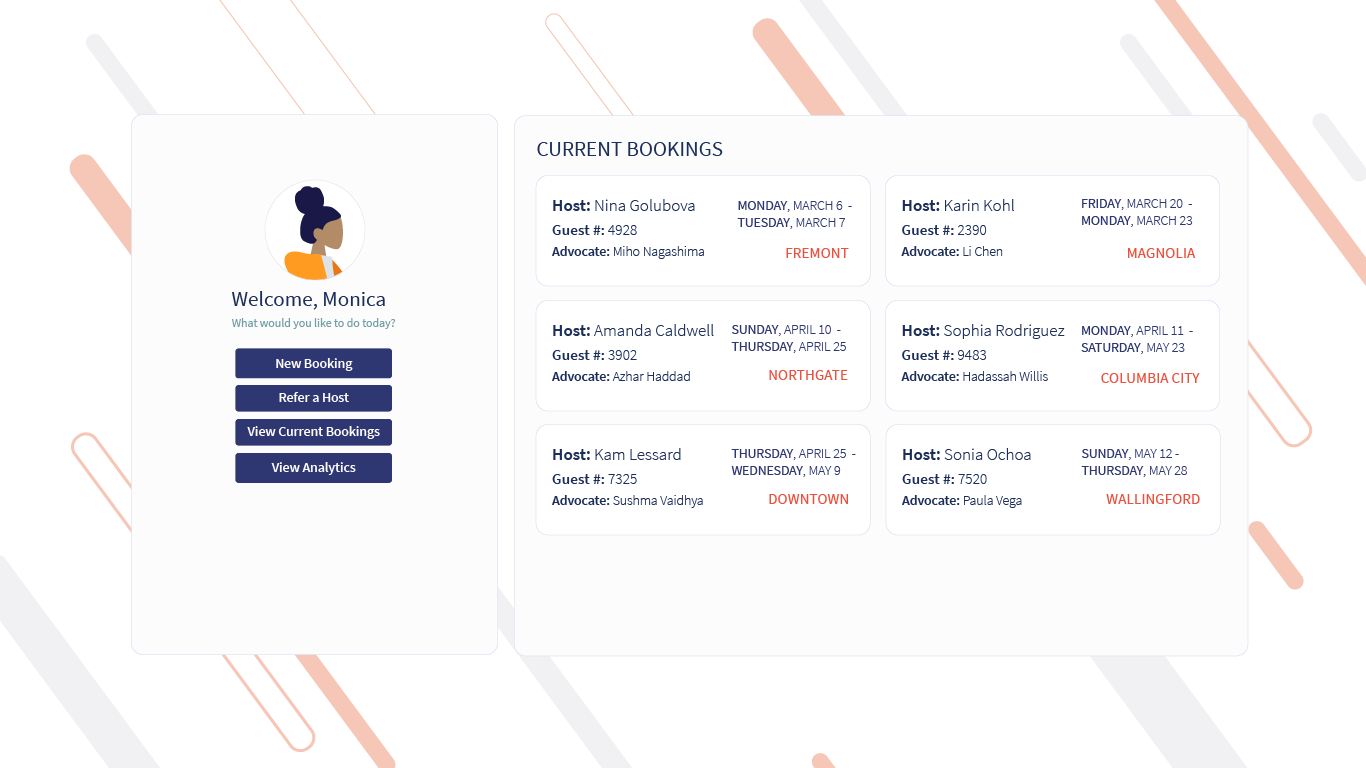 Welcome, Monica
What would you like to do today?
New Booking
Refer a Host
View Current Bookings
View Analytics
CURRENT BOOKINGS
Host: Nina Golubova
Guest #: 4928
Advocate: Miho Nagashima
MONDAY, MARCH 6 -
TUESDAY, MARCH 7
FREMONT
Host: Karin Kohl
Guest #: 2390
Advocate: Li Chen
FRIDAY, MARCH 20 -
MONDAY, MARCH 23
MAGNOLIA
Host: Amanda Caldwell
Guest #: 3902
Advocate: Azhar Haddad
SUNDAY, APRIL 10 -
THURSDAY, APRIL 25
NORTHGATE
Host: Sophia Rodriguez
Guest #: 9483
Advocate: Hadassah Willis
MONDAY, APRIL 11 -
SATURDAY, MAY 23
COLUMBIA CITY
Host: Kam Lessard
Guest #: 7325
Advocate: Sushma Vaidhya
THURSDAY, APRIL 25 -
WEDNESDAY, MAY 9
DOWNTOWN
Host: Sonia Ochoa
Guest #: 7520
Advocate: Paula Vega
SUNDAY, MAY 12 -
THURSDAY, MAY 28
WALLINGFORD